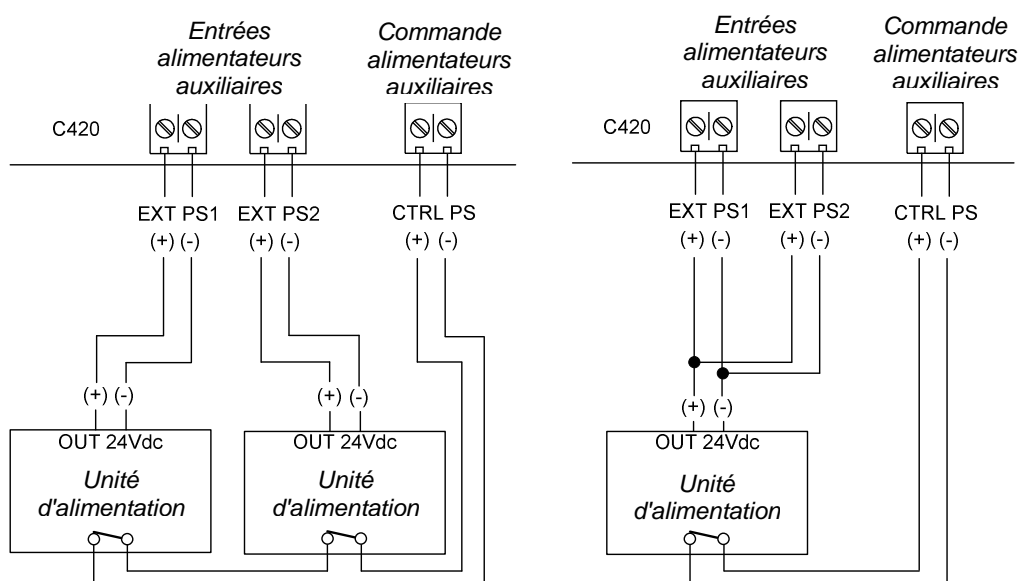 Entrées
alimentateurs
auxiliaires
Commande
alimentateurs
auxiliaires
C420
EXT PS1 EXT PS2 CTRL PS
(+) (-) (+) (-) (+) (-)
(+) (-) (+) (-)
OUT 24Vdc OUT 24Vdc
Unité
d'alimentation
Unité
d'alimentation
Entrées
alimentateurs
auxiliaires
Commande
alimentateurs
auxiliaires
C420
EXT PS1 EXT PS2 CTRL PS
(+) (-) (+) (-) (+) (-)
(+) (-)
OUT 24Vdc
Unité
d'alimentation